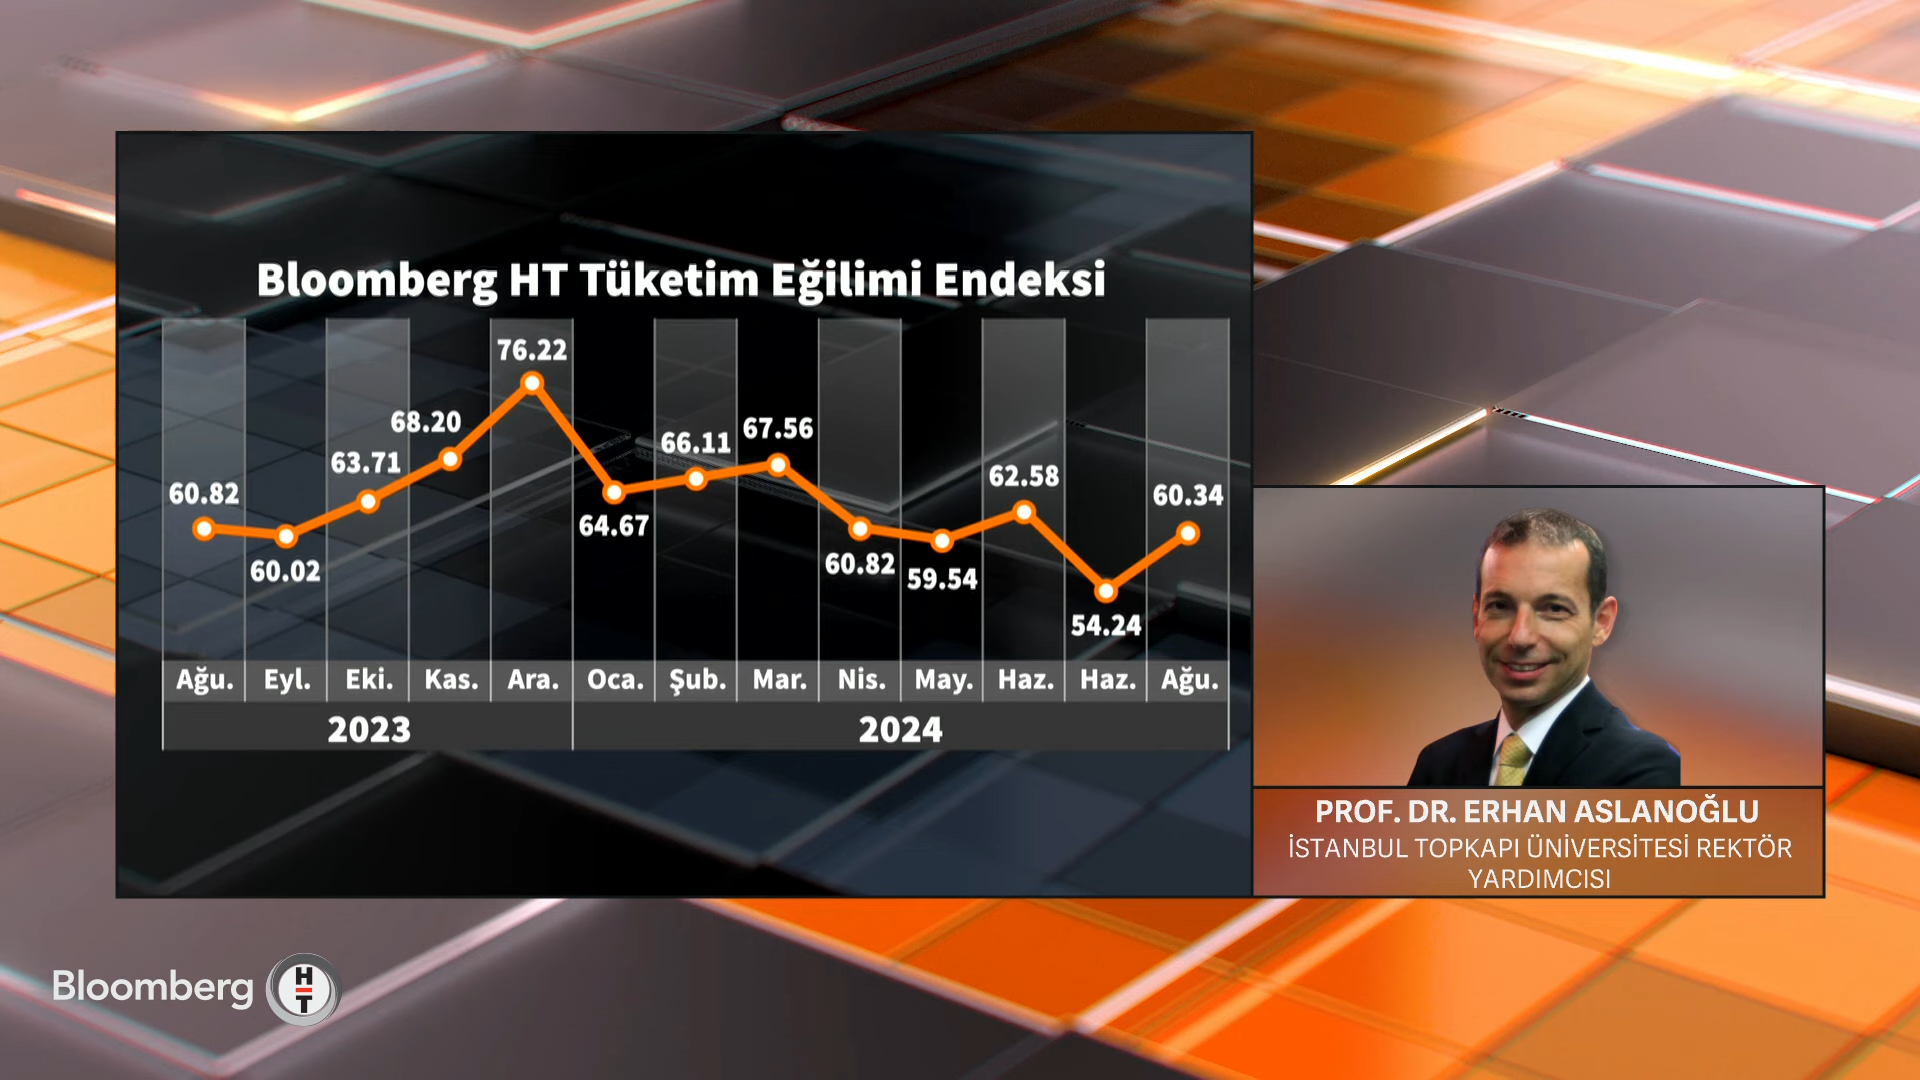 Bloomberg HT Tüketim Eğilimi Endeksi
60.82
60.02
63.71
68.20
76.22
64.67
66.11
67.56
60.82
59.54
62.58
54.24
60.34
Ağu. Eyl. Eki. Kas. Ara. Oca. Şub. Mar. Nis. May. Haz. Haz. Ağu.
2023 2024
PROF. DR. ERHAN ASLANOĞLU
İSTANBUL TOPKAPI ÜNİVERSİTESİ REKTÖR
YARDIMCISI
Bloomberg HT